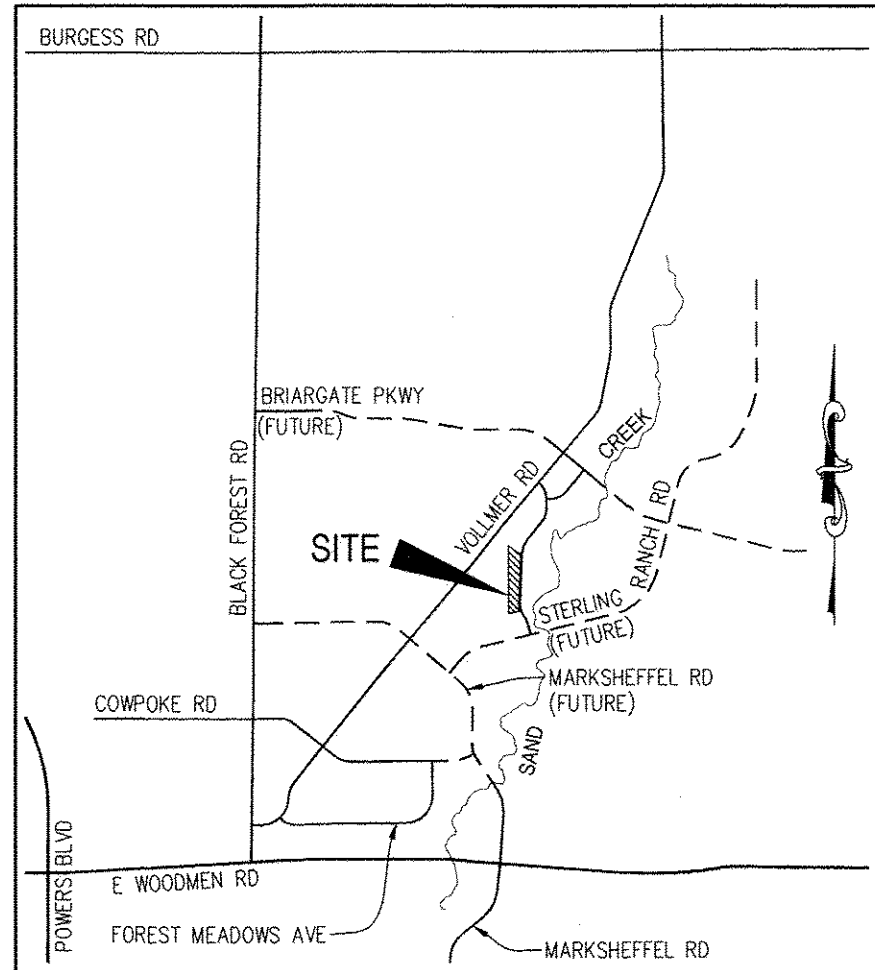 BURGESS RD
BRIARGATE PKWY
(FUTURE)
CREEK
VOLLMER RD
BLACK FOREST RD
SITE
RANCH RD
STERLING
(FUTURE)
MARKSHEFFEL RD
(FUTURE)
COWPOKE RD
SAND
POWERS BLVD
E WOODMEN RD
FOREST MEADOWS AVE
MARKSHEFFEL RD